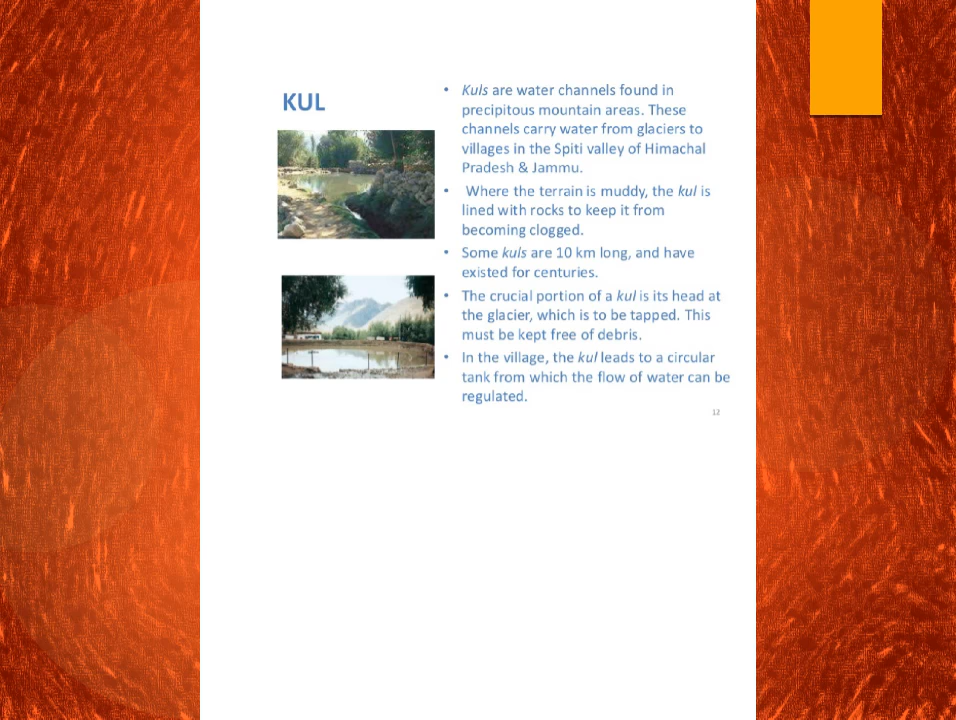 KUL
• Kuls are water channels found in
precipitous mountain areas. These
channels carry water from glaciers to
villages in the Spiti valley of Himachal
Pradesh & Jammu.
• Where the terrain is muddy, the kul is
lined with rocks to keep it from
becoming clogged.
• Some kuls are 10 km long, and have
existed for centuries.
• The crucial portion of a kul is its head at
the glacier, which is to be tapped. This
must be kept free of debris.
• In the village, the kul leads to a circular
tank from which the flow of water can be
regulated.
12